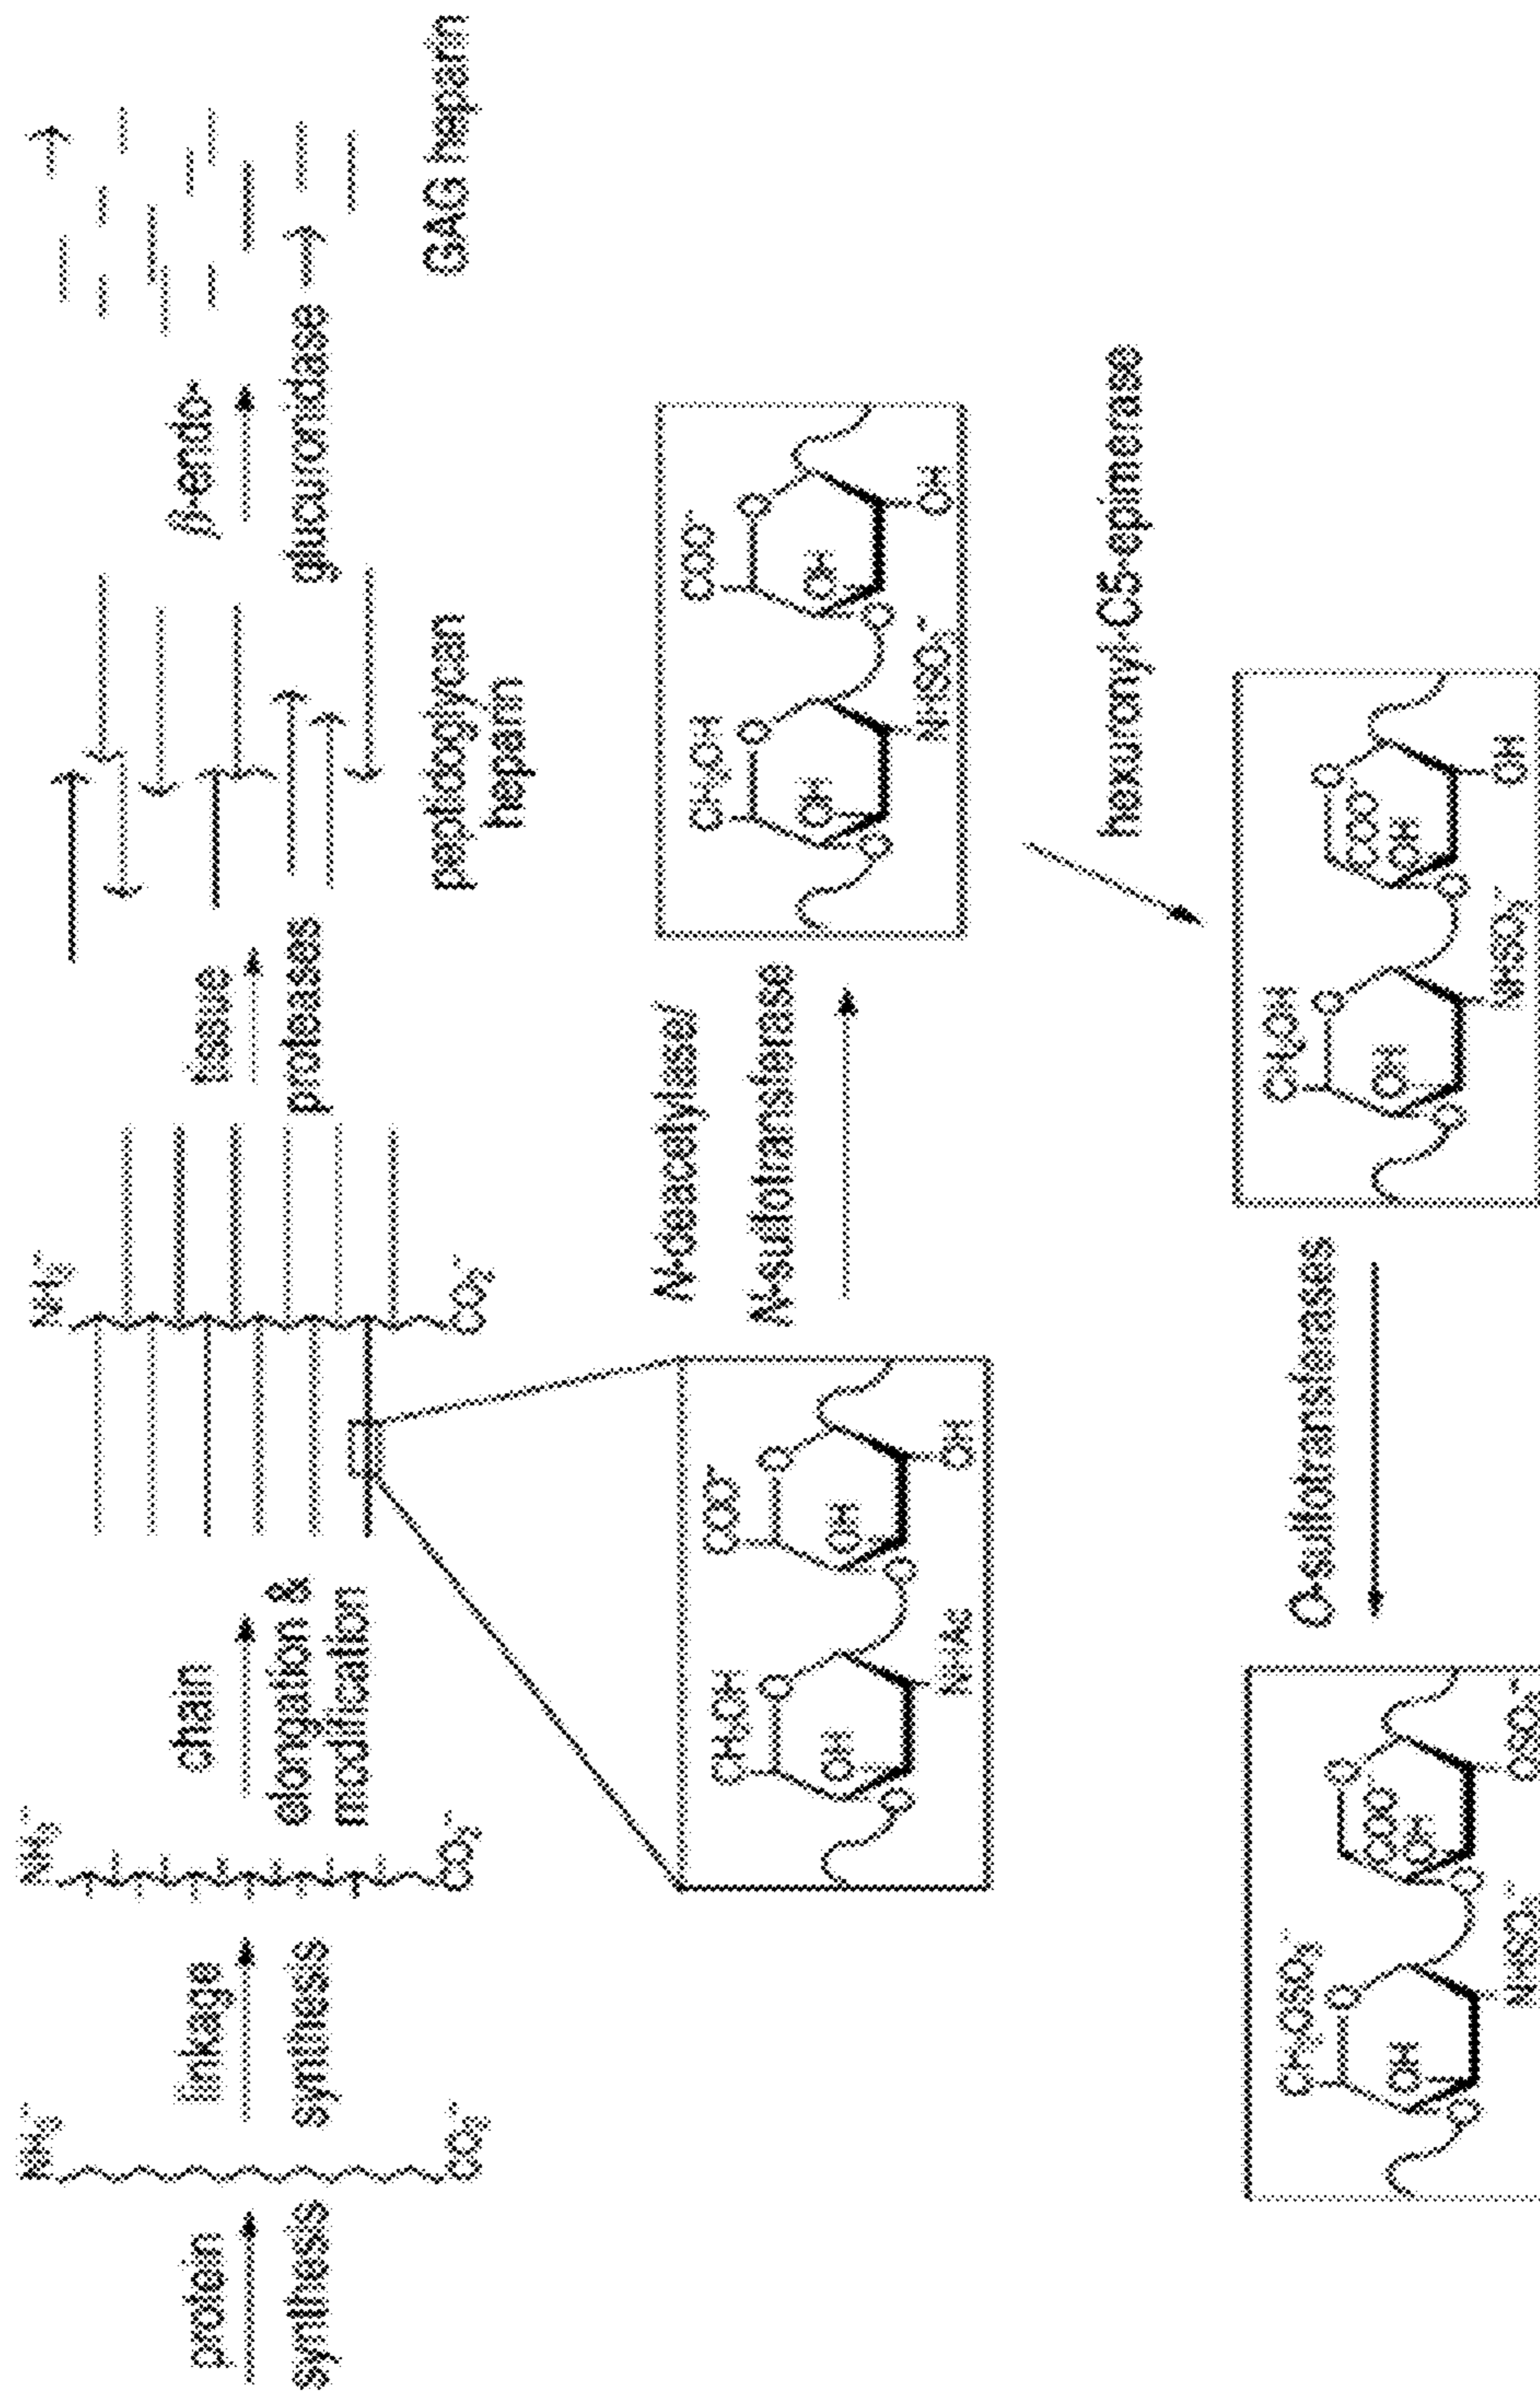 protein
synthesis
NH3+
CO2-
linkage
synthesis
NH3+
CO2-
chain
elongation &
modification
NH3+
CO2-
tissue
proteases
peptidoglycan
heparin
β-endo-
glucuronidase
GAG heparin
CH2OH
O
OH
O
NHAc
COO-
O
OH
O
OH
N-deacetylase/
N-sulfotransferase
CH2OH
O
OH
O
NHSO3-
COO-
O
OH
O
OH
hexuronyl C5-epimerase
CH2OH
O
OH
O
NHSO3-
O
COO-
OH
O
OH
O-sulfotransferases
CH2OSO3-
O
OH
O
NHSO3-
O
COO-
OH
O
OSO3-